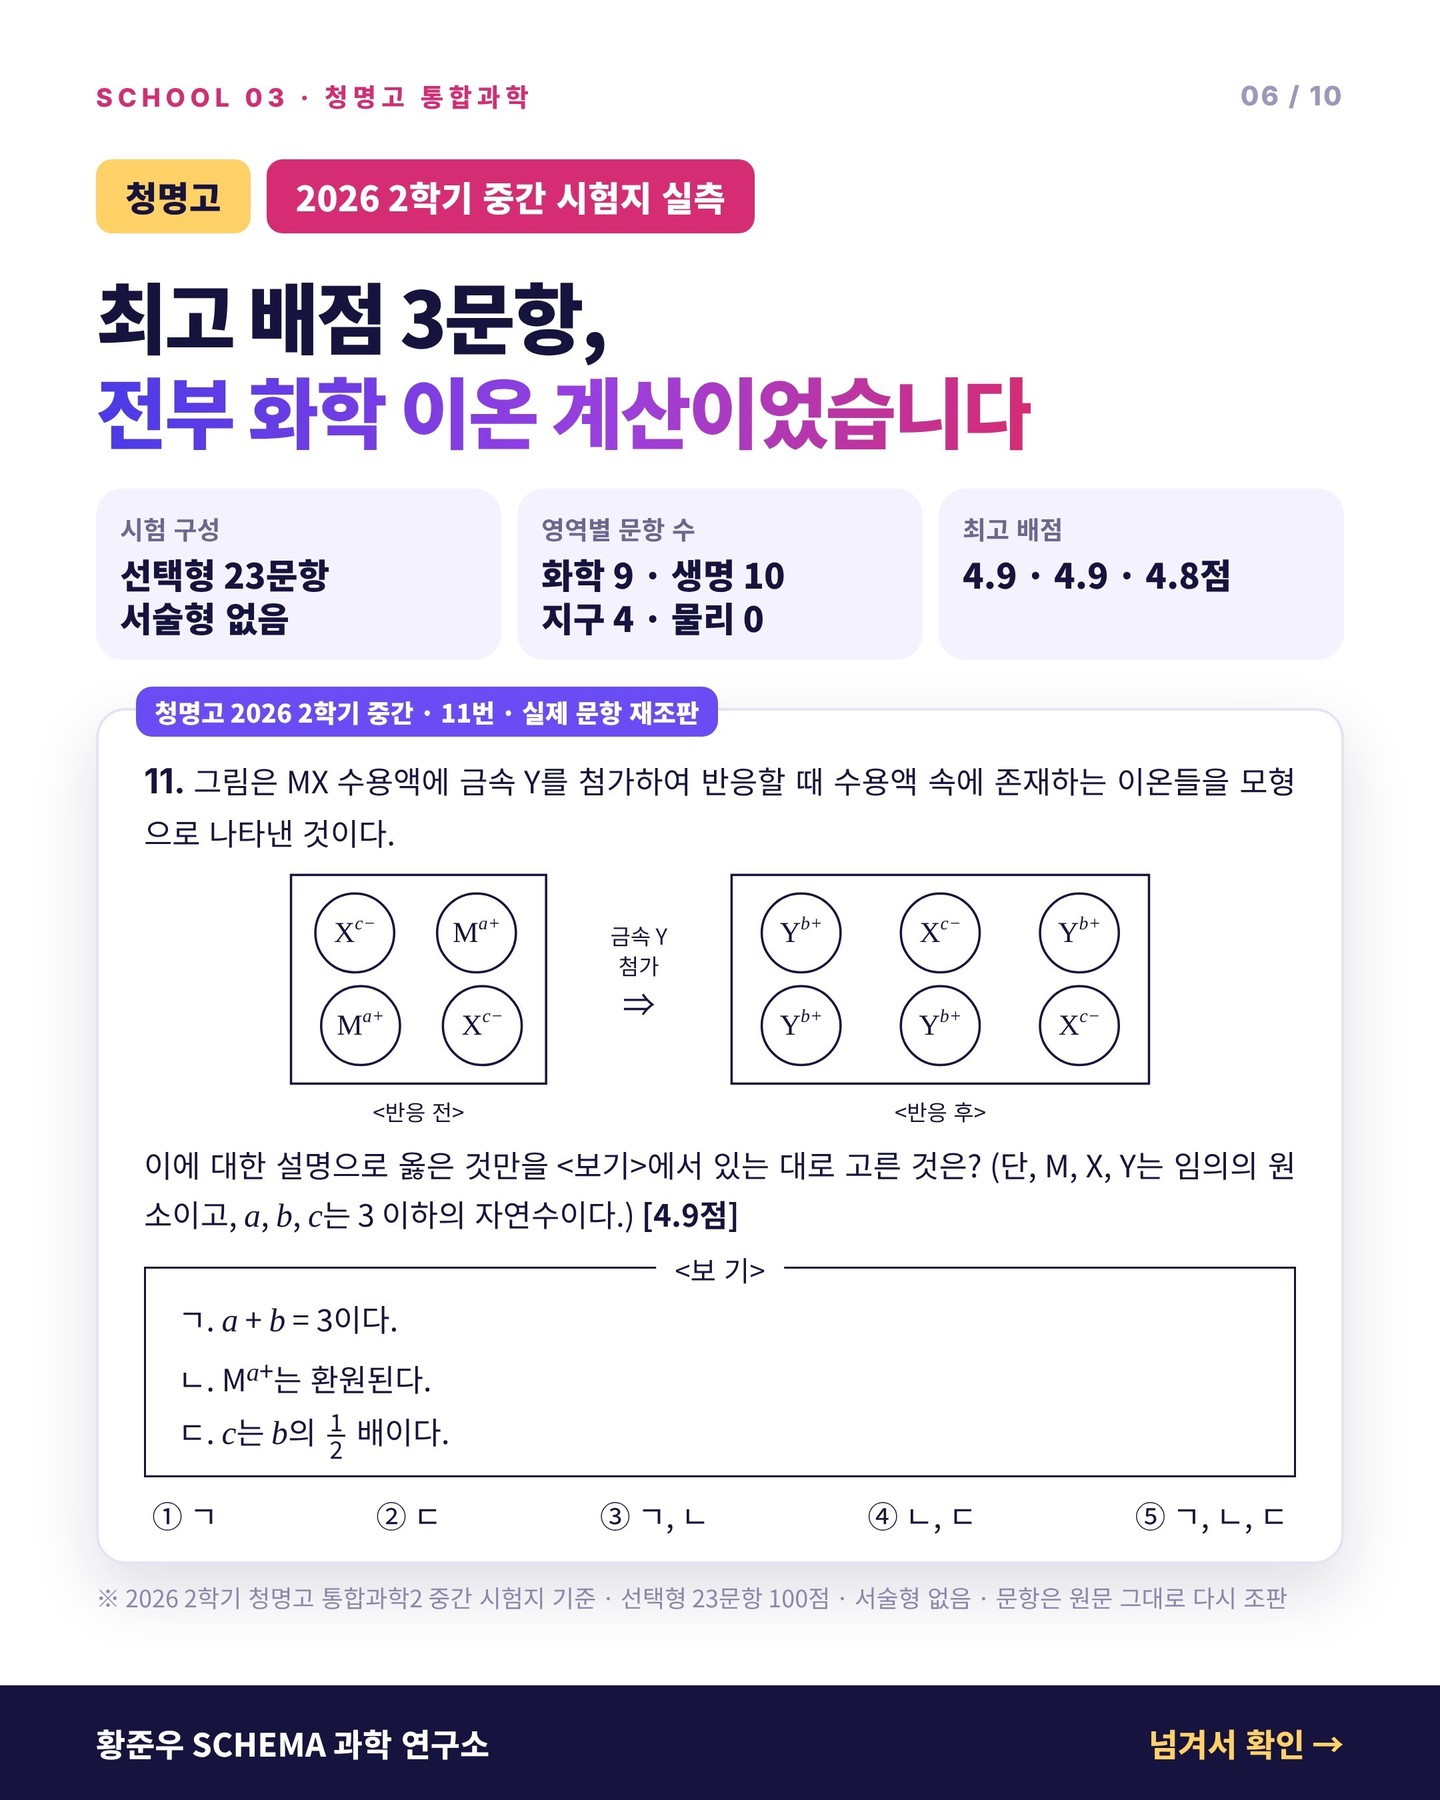 SCHOOL 03 · 청명고 통합과학
06 / 10
청명고
2026 2학기 중간 시험지 실측
최고 배점 3문항,
전부 화학 이온 계산이었습니다
시험 구성
선택형 23문항
서술형 없음
영역별 문항 수
화학 9 · 생명 10
지구 4 · 물리 0
최고 배점
4.9 · 4.9 · 4.8점
청명고 2026 2학기 중간 · 11번 · 실제 문항 재조판
11. 그림은 MX 수용액에 금속 Y를 첨가하여 반응할 때 수용액 속에 존재하는 이온들을 모형
으로 나타낸 것이다.
X^{c−} M^{a+}
M^{a+} X^{c−}
<반응 전>
금속 Y
첨가
⇒
Y^{b+} X^{c−} Y^{b+}
Y^{b+} Y^{b+} X^{c−}
<반응 후>
이에 대한 설명으로 옳은 것만을 <보기>에서 있는 대로 고른 것은? (단, M, X, Y는 임의의 원
소이고, a, b, c는 3 이하의 자연수이다.) [4.9점]
<보 기>
ㄱ. a + b = 3이다.
ㄴ. M^{a+}는 환원된다.
ㄷ. c는 b의 1/2 배이다.
① ㄱ ② ㄷ ③ ㄱ, ㄴ ④ ㄴ, ㄷ ⑤ ㄱ, ㄴ, ㄷ
※ 2026 2학기 청명고 통합과학2 중간 시험지 기준 · 선택형 23문항 100점 · 서술형 없음 · 문항은 원문 그대로 다시 조판
황준우 SCHEMA 과학 연구소
넘겨서 확인 →